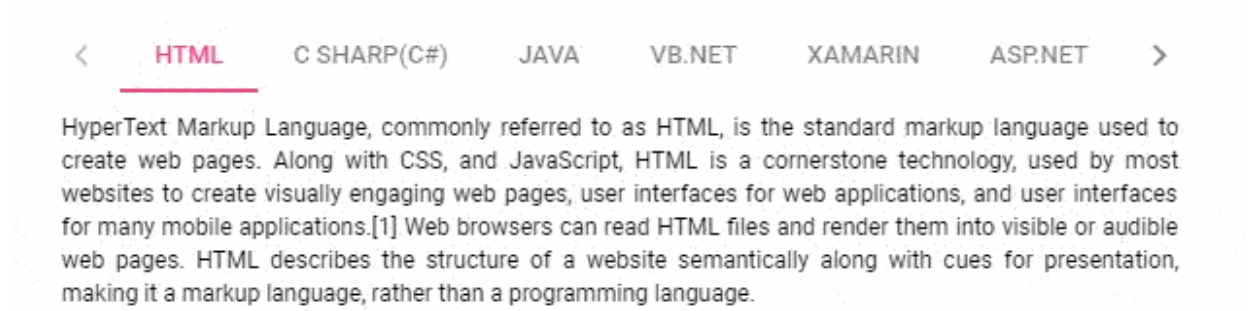 HTML C SHARP(C#) JAVA VB.NET XAMARIN ASP.NET
HyperText Markup Language, commonly referred to as HTML, is the standard markup language used to
create web pages. Along with CSS, and JavaScript, HTML is a cornerstone technology, used by most
websites to create visually engaging web pages, user interfaces for web applications, and user interfaces
for many mobile applications.[1] Web browsers can read HTML files and render them into visible or audible
web pages. HTML describes the structure of a website semantically along with cues for presentation,
making it a markup language, rather than a programming language.